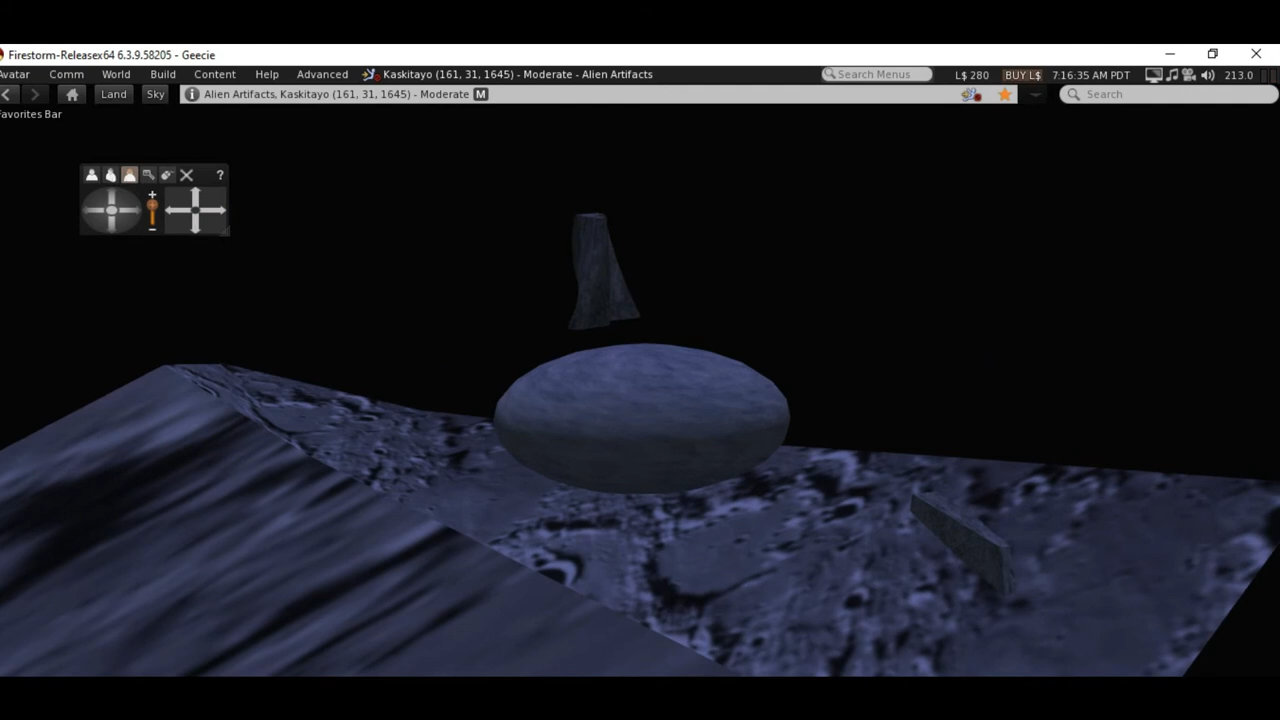 Firestorm-Releasex64 6.3.9.58205 - Geecie
Avatar Comm World Build Content Help Advanced Kaskitayo (161, 31, 1645) - Moderate - Alien Artifacts Search Menus L$ 280 BUY L$ 7:16:35 AM PDT 213.0
Land Sky Alien Artifacts, Kaskitayo (161, 31, 1645) - Moderate M Search
Favorites Bar
?